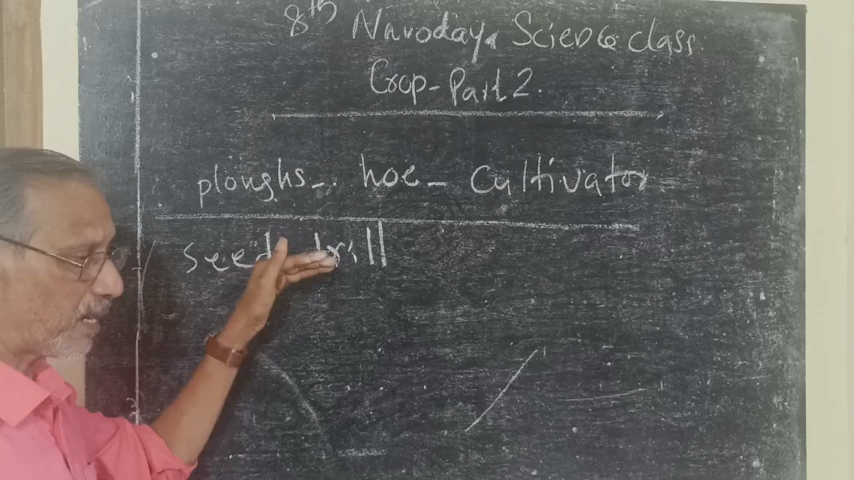 8th Navodaya Science class
Crop-Part 2.
ploughs - . hoe - Cultivator
seed drill